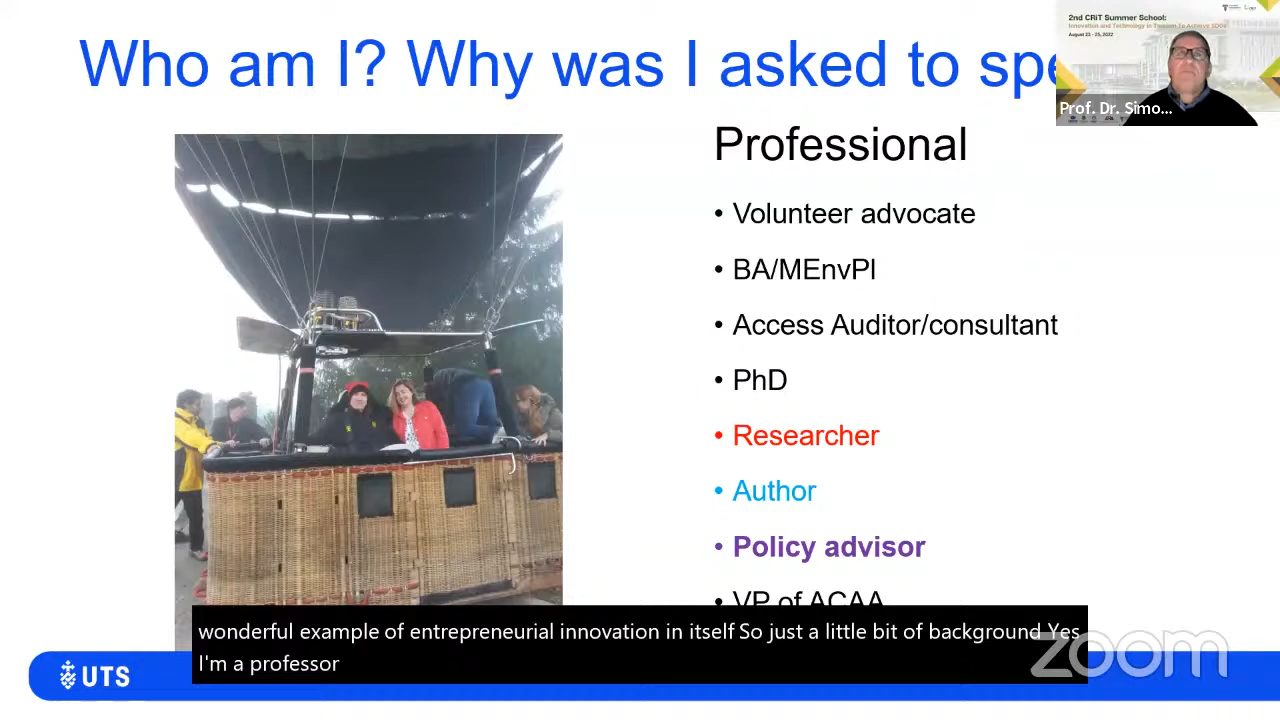 Who am I? Why was I asked to spe
2nd CRiT Summer School:
Innovation and Technology in Tourism To Achieve SDGs
August 23 - 25, 2022
Prof. Dr. Simo...
Professional
• Volunteer advocate
• BA/MEnvPl
• Access Auditor/consultant
• PhD
• Researcher
• Author
• Policy advisor
• VP of ACAA
wonderful example of entrepreneurial innovation in itself So just a little bit of background Yes
I'm a professor
zoom
UTS